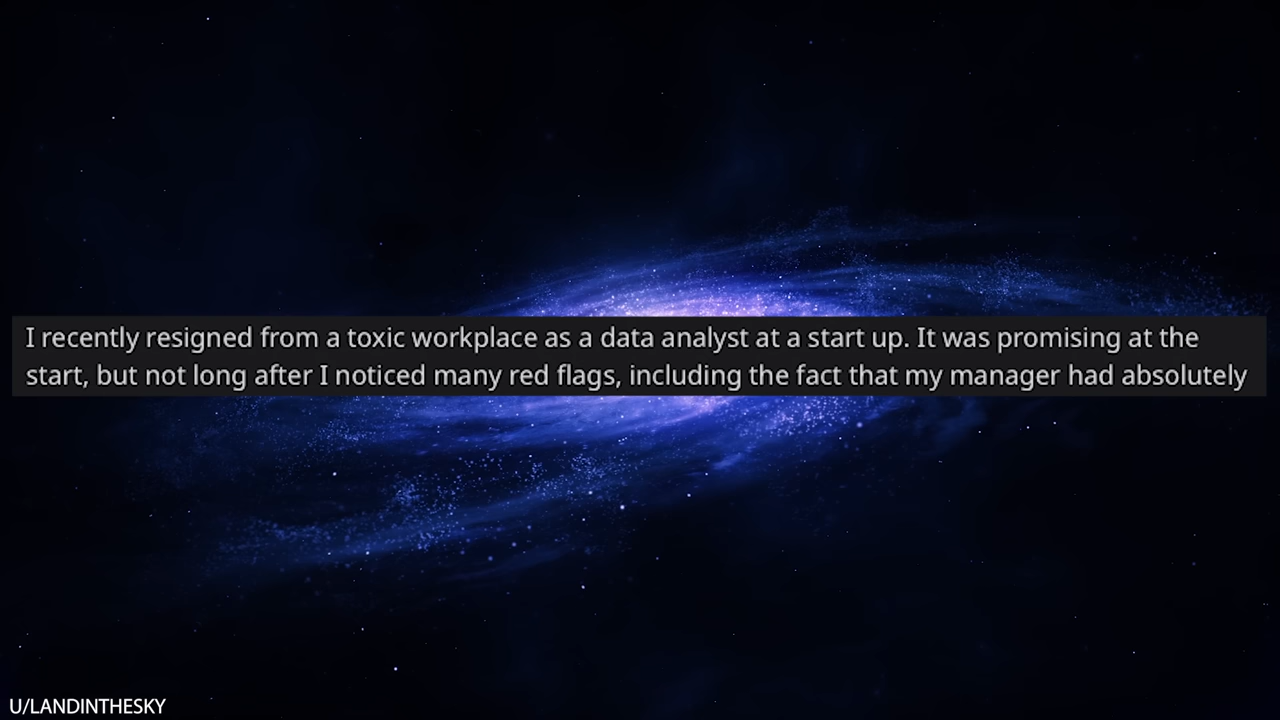 I recently resigned from a toxic workplace as a data analyst at a start up. It was promising at the
start, but not long after I noticed many red flags, including the fact that my manager had absolutely
U/LANDINTHESKY